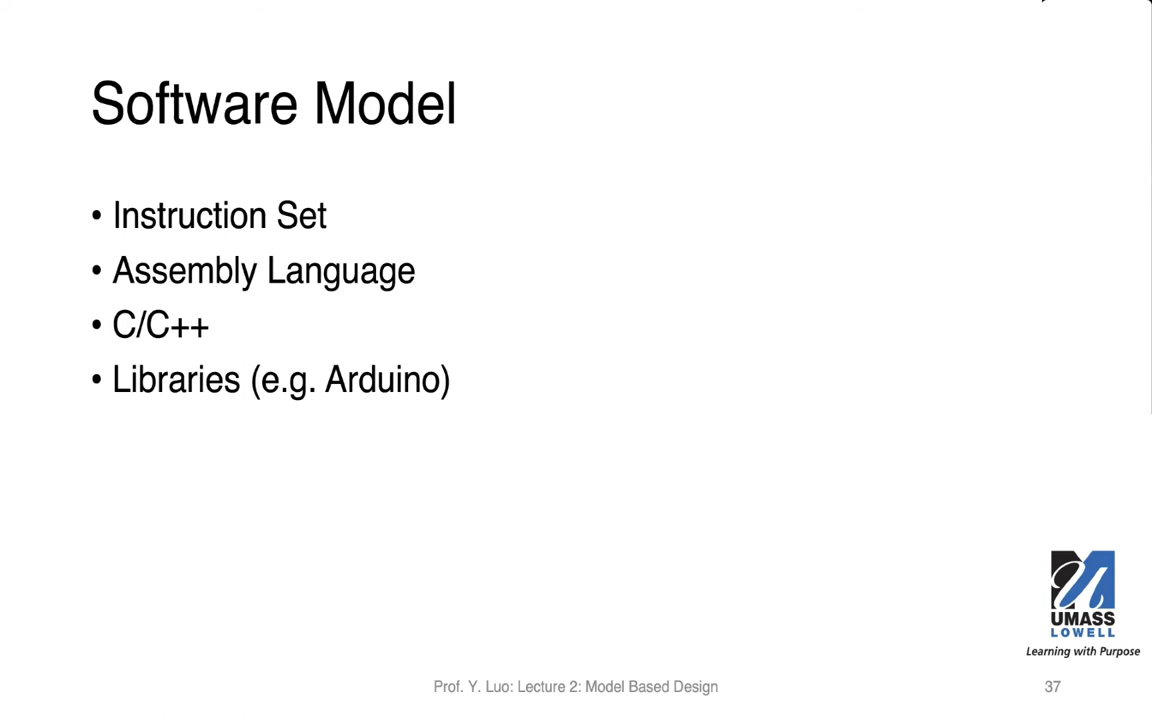 Software Model
• Instruction Set
• Assembly Language
• C/C++
• Libraries (e.g. Arduino)
UMASS
LOWELL
Learning with Purpose
Prof. Y. Luo: Lecture 2: Model Based Design
37